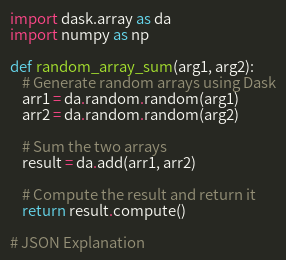 import dask.array as da
import numpy as np

def random_array_sum(arg1, arg2):
    # Generate random arrays using Dask
    arr1 = da.random.random(arg1)
    arr2 = da.random.random(arg2)

    # Sum the two arrays
    result = da.add(arr1, arr2)

    # Compute the result and return it
    return result.compute()

# JSON Explanation